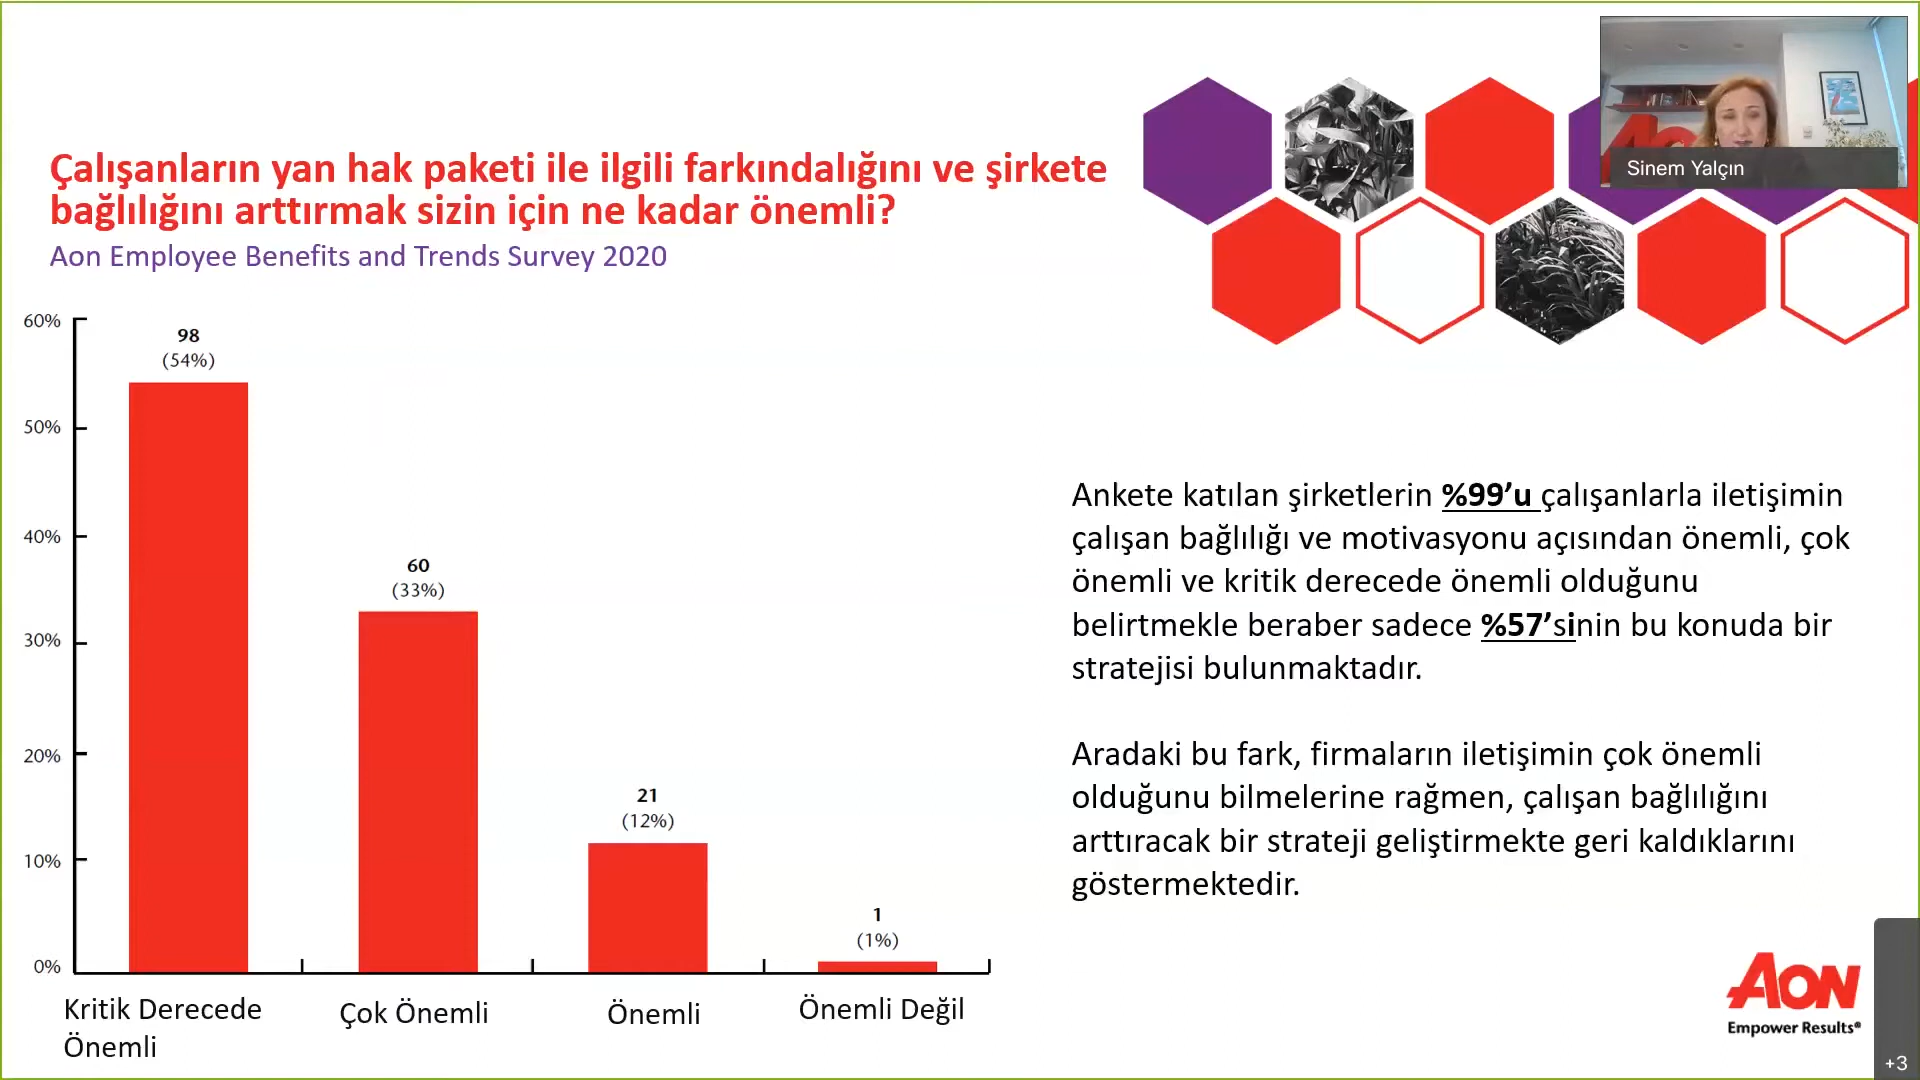 Sinem Yalçın
Çalışanların yan hak paketi ile ilgili farkındalığını ve şirkete
bağlılığını arttırmak sizin için ne kadar önemli?
Aon Employee Benefits and Trends Survey 2020
60%
50%
40%
30%
20%
10%
0%
98
(54%)
60
(33%)
21
(12%)
1
(1%)
Kritik Derecede
Önemli
Çok Önemli
Önemli
Önemli Değil
Ankete katılan şirketlerin %99’u çalışanlarla iletişimin
çalışan bağlılığı ve motivasyonu açısından önemli, çok
önemli ve kritik derecede önemli olduğunu
belirtmekle beraber sadece %57’sinin bu konuda bir
stratejisi bulunmaktadır.
Aradaki bu fark, firmaların iletişimin çok önemli
olduğunu bilmelerine rağmen, çalışan bağlılığını
arttıracak bir strateji geliştirmekte geri kaldıklarını
göstermektedir.
AON
Empower Results®
+3